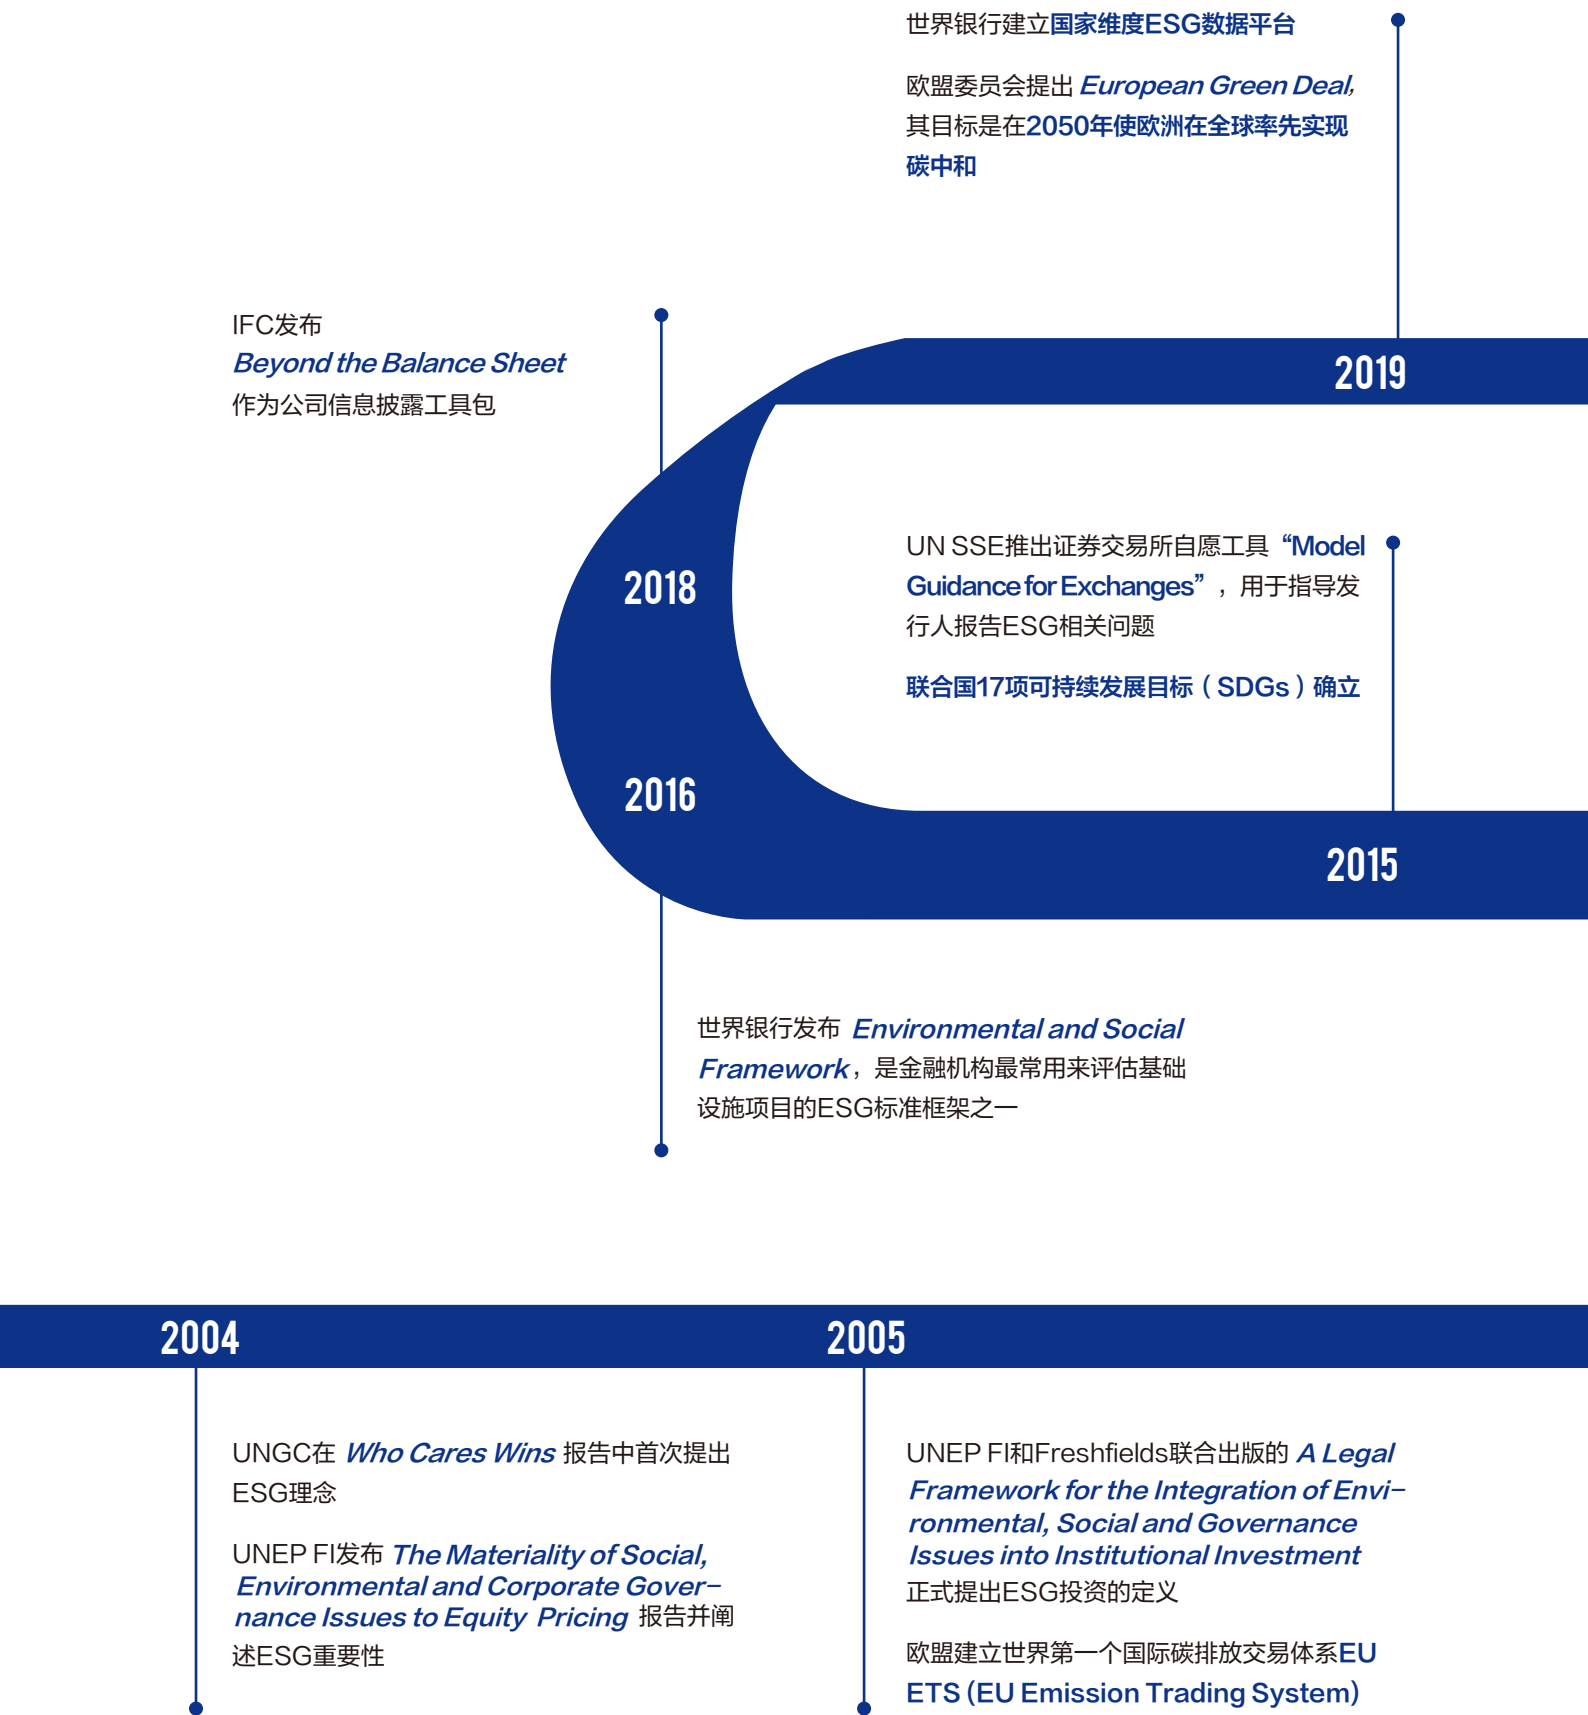 世界银行建立国家维度ESG数据平台
欧盟委员会提出 European Green Deal,
其目标是在2050年使欧洲在全球率先实现
碳中和
2019
IFC发布
Beyond the Balance Sheet
作为公司信息披露工具包
2018
UN SSE推出证券交易所自愿工具“Model
Guidance for Exchanges”，用于指导发
行人报告ESG相关问题
联合国17项可持续发展目标（SDGs）确立
2016
2015
世界银行发布 Environmental and Social
Framework，是金融机构最常用来评估基础
设施项目的ESG标准框架之一
2004
2005
UNGC在 Who Cares Wins 报告中首次提出
ESG理念
UNEP FI发布 The Materiality of Social,
Environmental and Corporate Gover-
nance Issues to Equity Pricing 报告并阐
述ESG重要性
UNEP FI和Freshfields联合出版的 A Legal
Framework for the Integration of Envi-
ronmental, Social and Governance
Issues into Institutional Investment
正式提出ESG投资的定义
欧盟建立世界第一个国际碳排放交易体系EU
ETS (EU Emission Trading System)